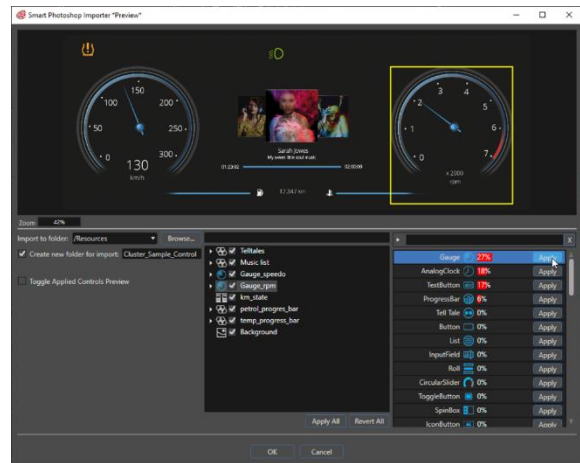 Smart Photoshop Importer "Preview"
150
100
200
50
250
0
300
130
km/h
Sarah Jowes
My sweet little soul music
01:23:02
02:00:00
17.247 km
3
4
2
5
1
6
0
7
x 2000
rpm
Zoom: 42%
Import to folder: /Resources
Browse...
Create new folder for import: Cluster_Sample_Control
Toggle Applied Controls Preview
Telltales
Music list
Gauge_speedo
Gauge_rpm
km_state
petrol_progres_bar
temp_progress_bar
Background
Apply All
Revert All
X
Gauge 27% Apply
AnalogClock 18% Apply
TextButton 17% Apply
ProgressBar 6% Apply
Tell Tale 0% Apply
Button 0% Apply
List 0% Apply
InputField 0% Apply
Roll 0% Apply
CircularSlider 0% Apply
ToggleButton 0% Apply
SpinBox 0% Apply
IconButton 0% Apply
OK
Cancel